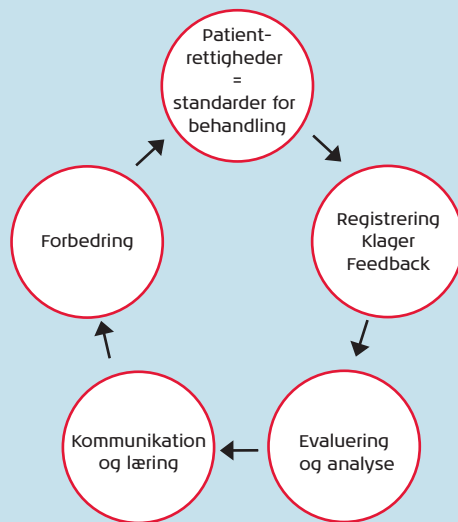 Patient-
rettigheder
=
standarder for
behandling
Registrering
Klager
Feedback
Evaluering
og analyse
Kommunikation
og læring
Forbedring